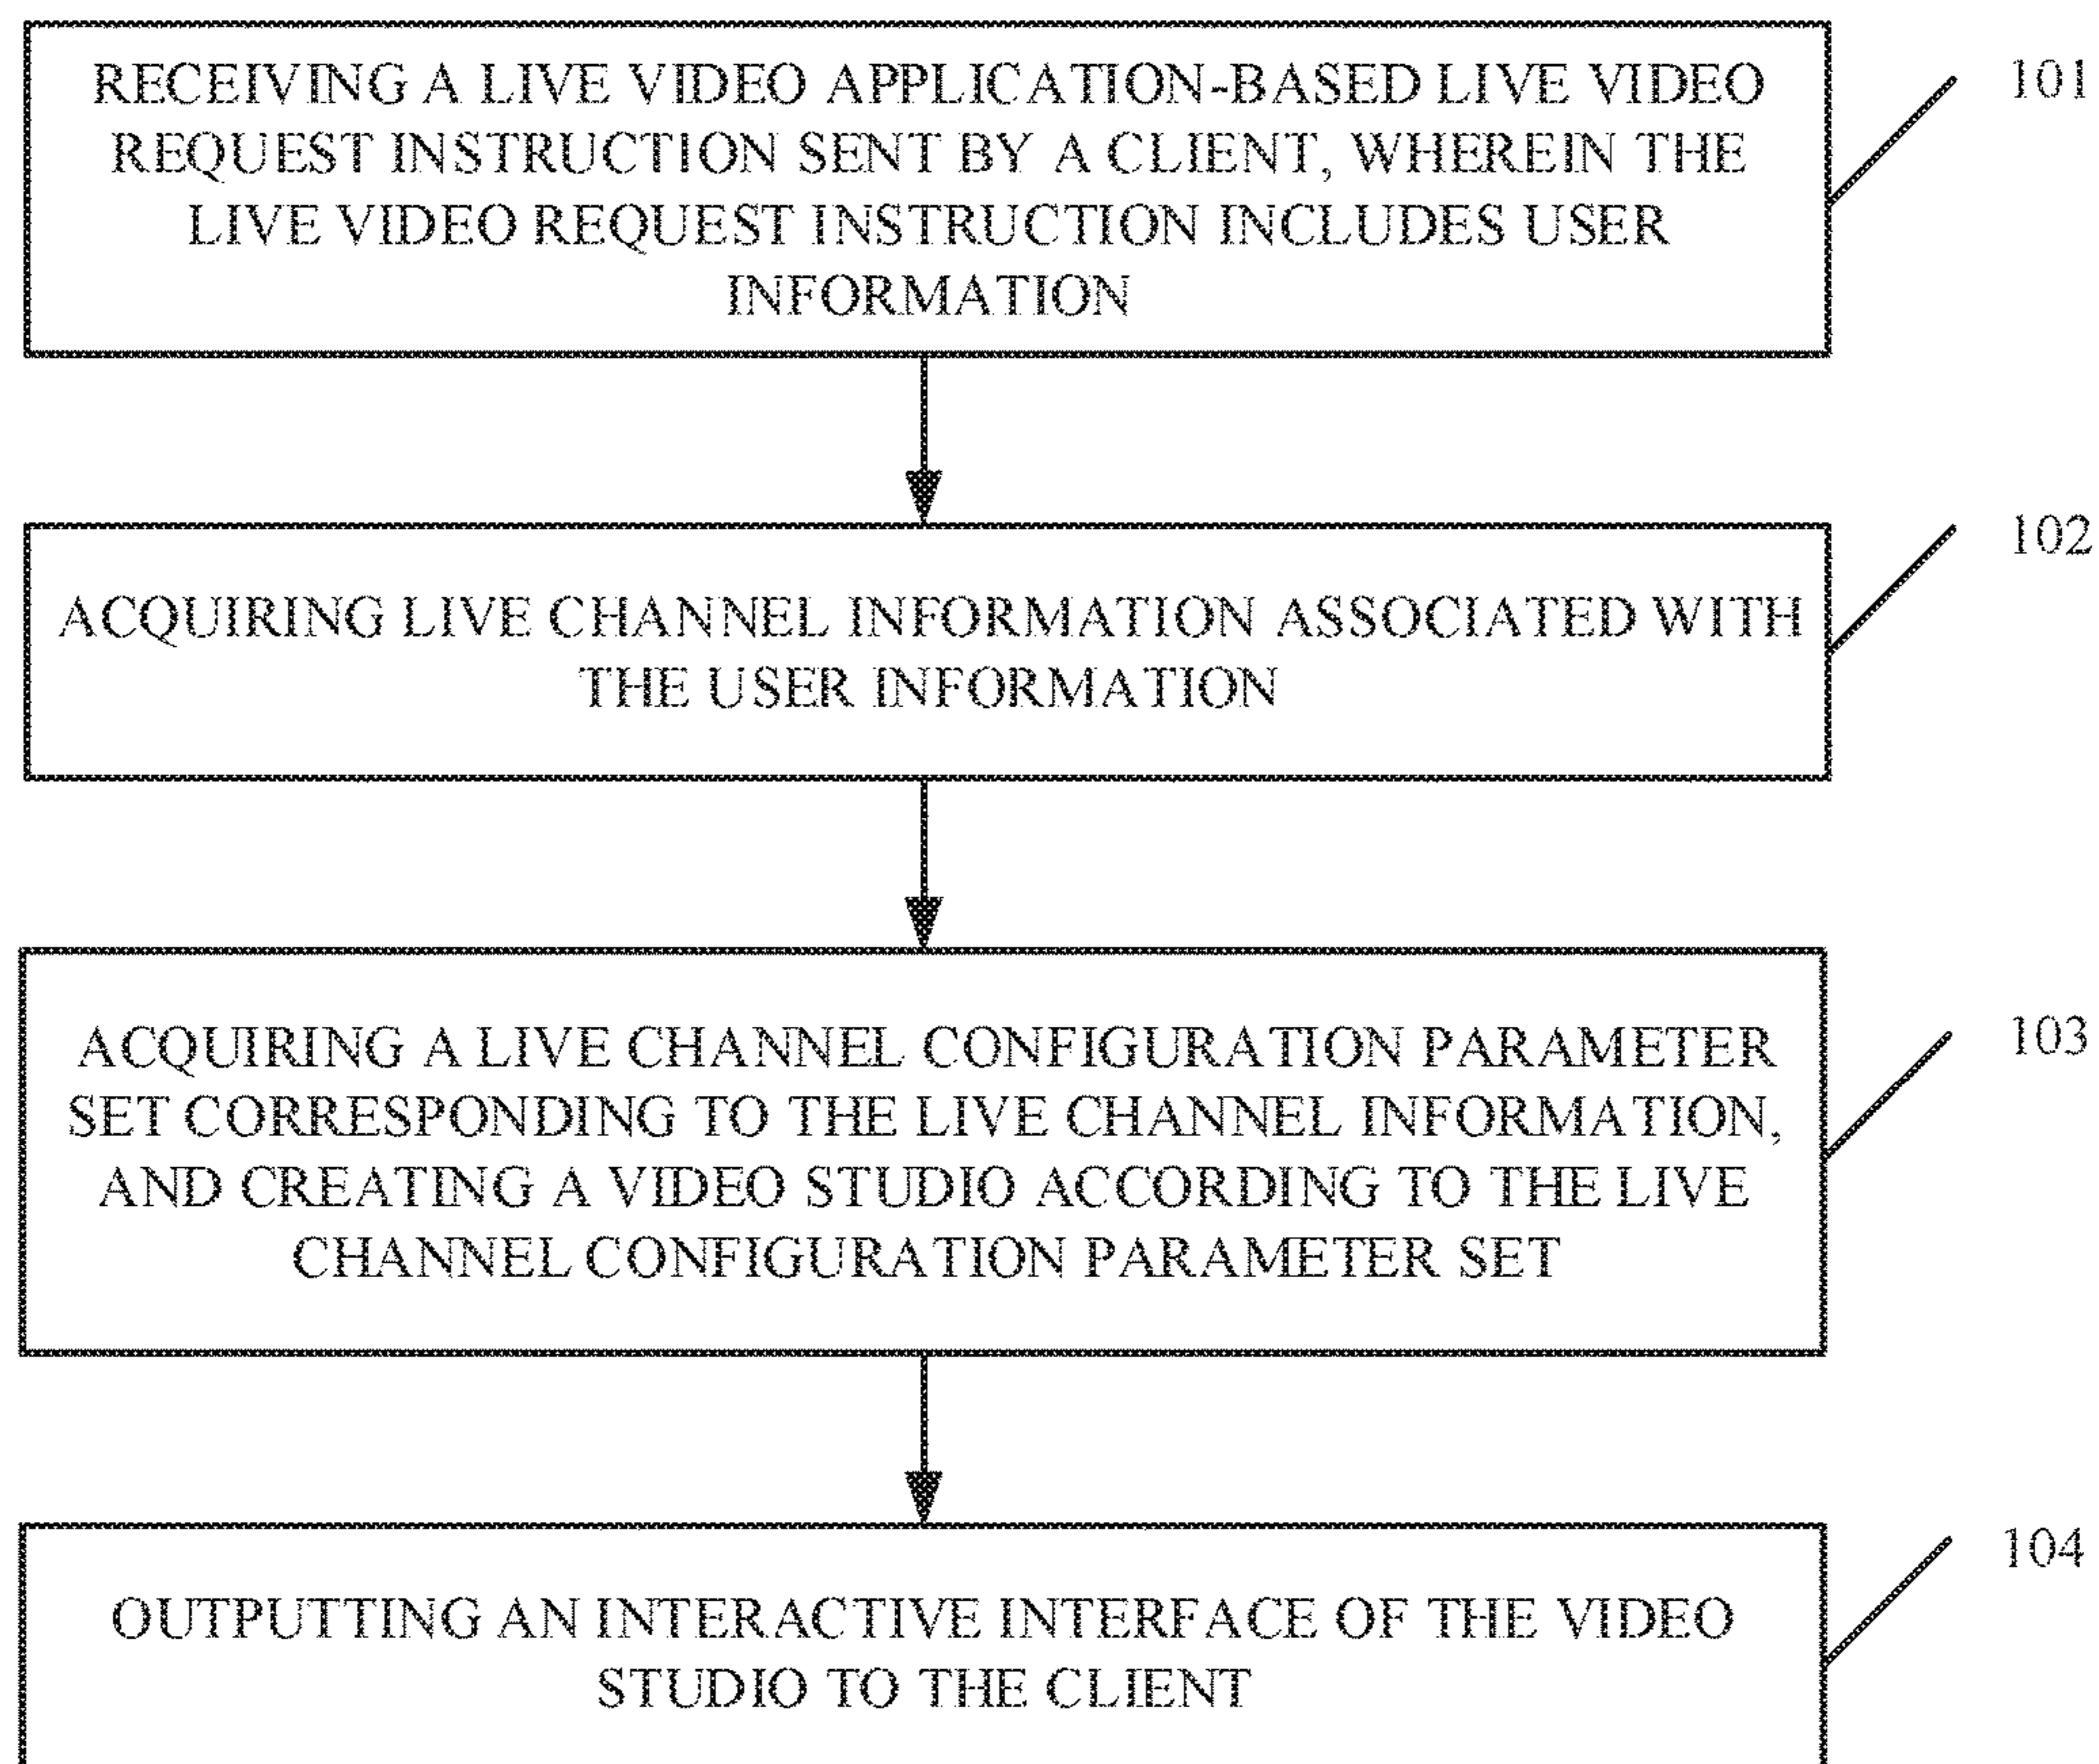 RECEIVING A LIVE VIDEO APPLICATION-BASED LIVE VIDEO
REQUEST INSTRUCTION SENT BY A CLIENT, WHEREIN THE
LIVE VIDEO REQUEST INSTRUCTION INCLUDES USER
INFORMATION
101
ACQUIRING LIVE CHANNEL INFORMATION ASSOCIATED WITH
THE USER INFORMATION
102
ACQUIRING A LIVE CHANNEL CONFIGURATION PARAMETER
SET CORRESPONDING TO THE LIVE CHANNEL INFORMATION,
AND CREATING A VIDEO STUDIO ACCORDING TO THE LIVE
CHANNEL CONFIGURATION PARAMETER SET
103
OUTPUTTING AN INTERACTIVE INTERFACE OF THE VIDEO
STUDIO TO THE CLIENT
104